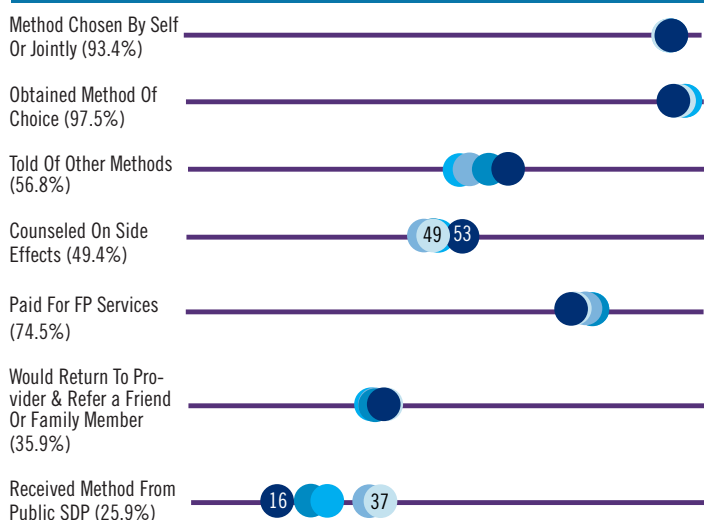 Method Chosen By Self
Or Jointly (93.4%)
Obtained Method Of
Choice (97.5%)
Told Of Other Methods
(56.8%)
Counseled On Side
Effects (49.4%)
49 53
Paid For FP Services
(74.5%)
Would Return To Pro-
vider & Refer a Friend
Or Family Member
(35.9%)
Received Method From
Public SDP (25.9%)
16 37